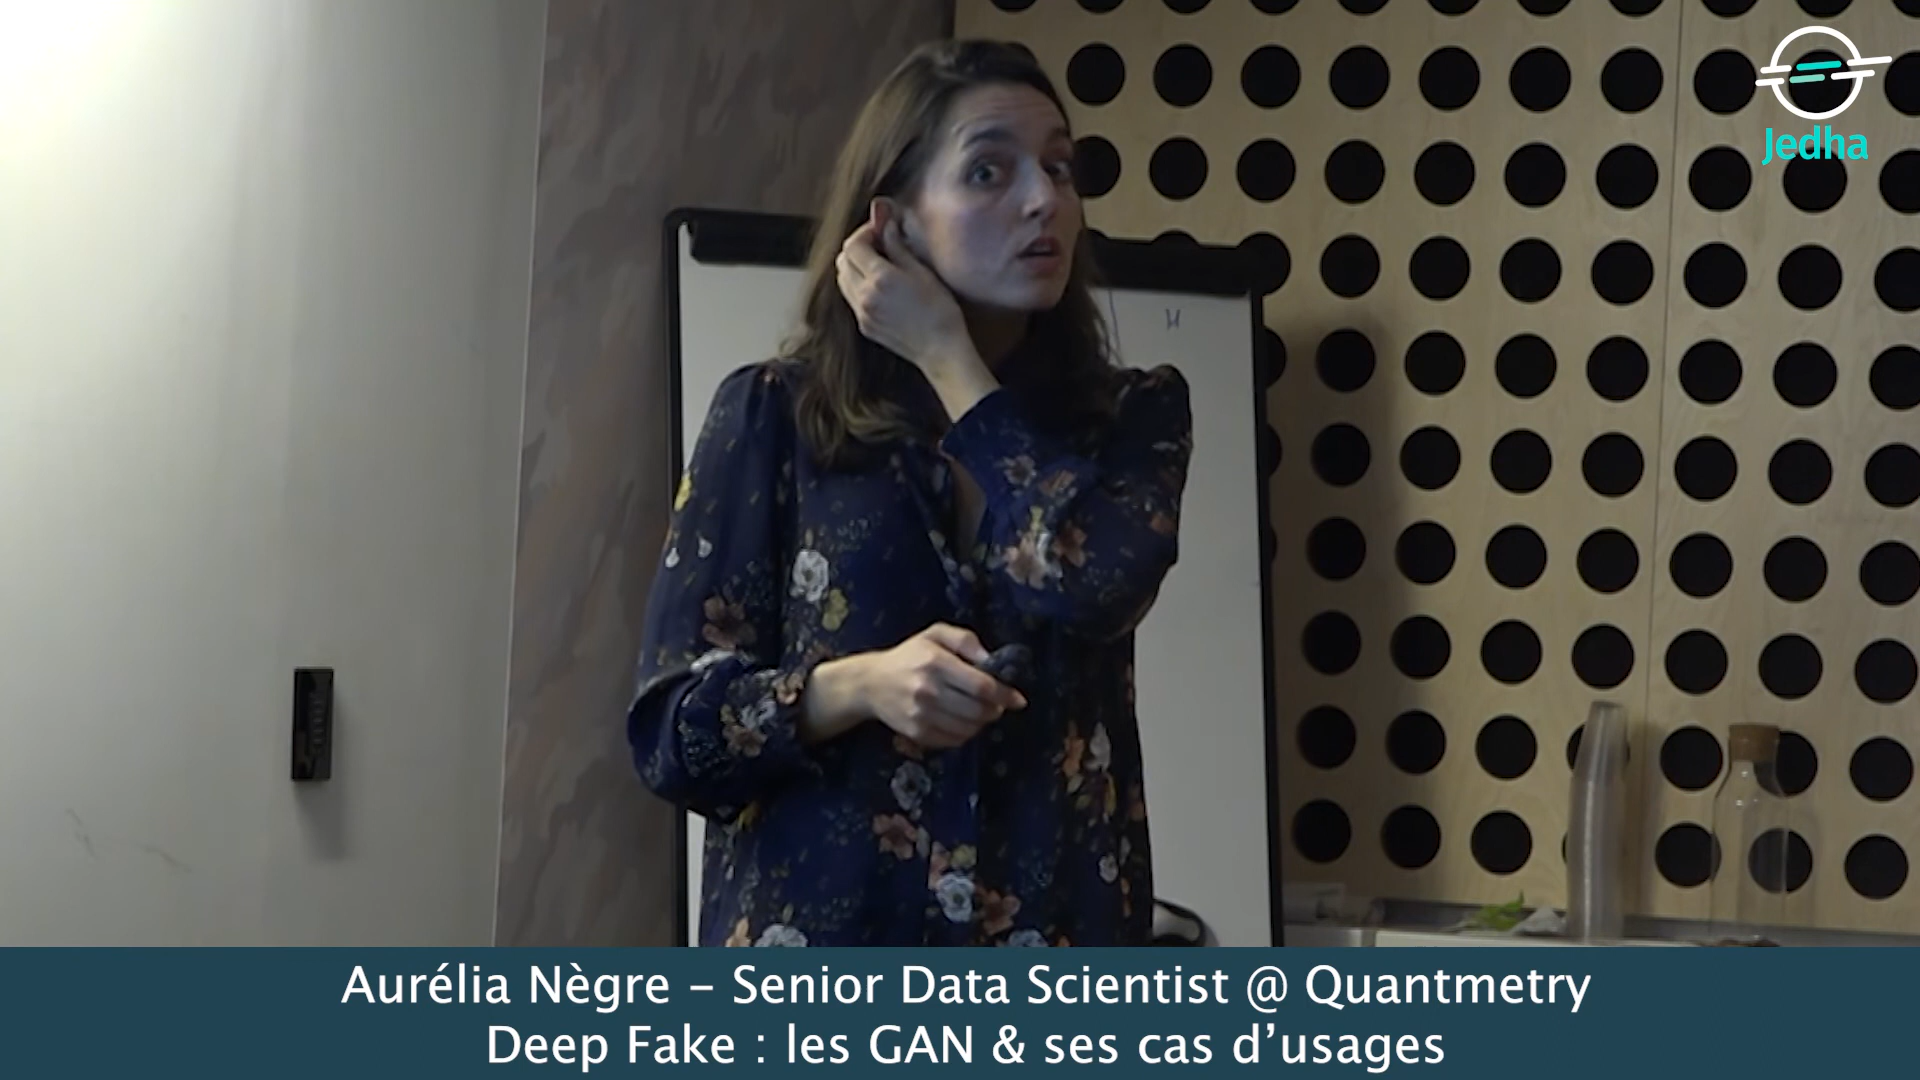 Jedha
Aurélia Nègre – Senior Data Scientist @ Quantmetry
Deep Fake : les GAN & ses cas d’usages